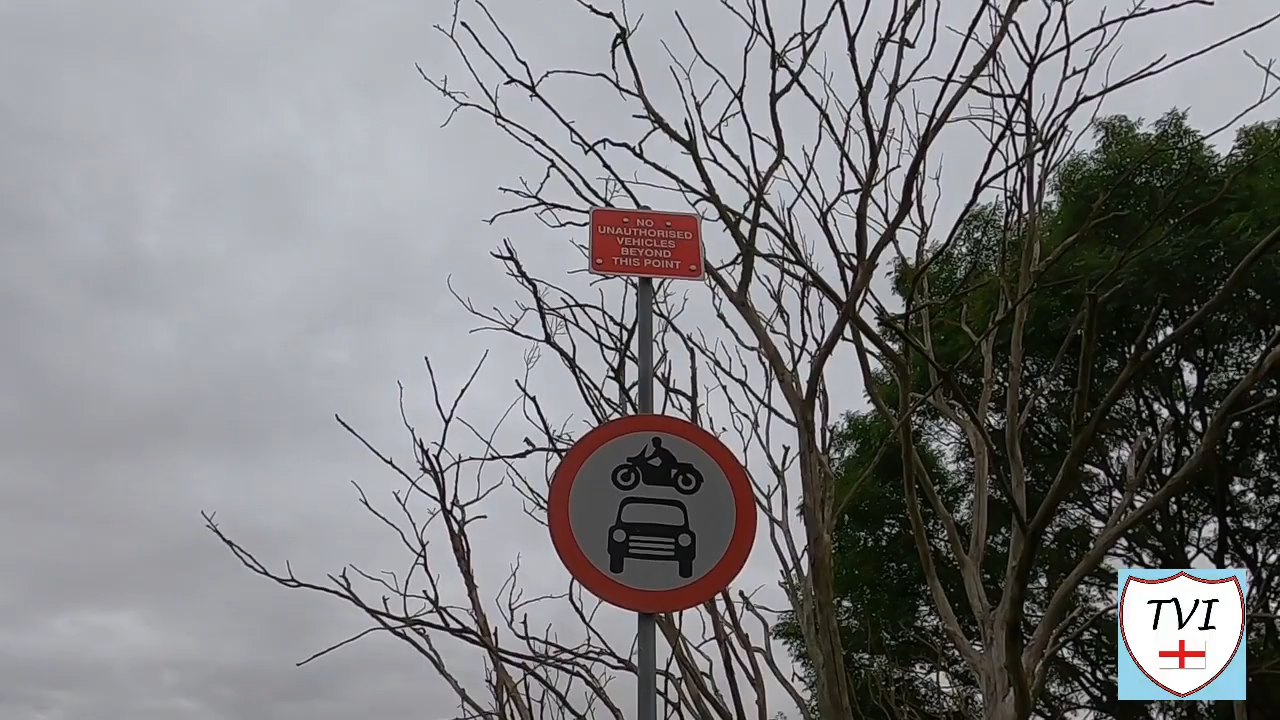 NO
UNAUTHORISED
VEHICLES
BEYOND
THIS POINT
TVI